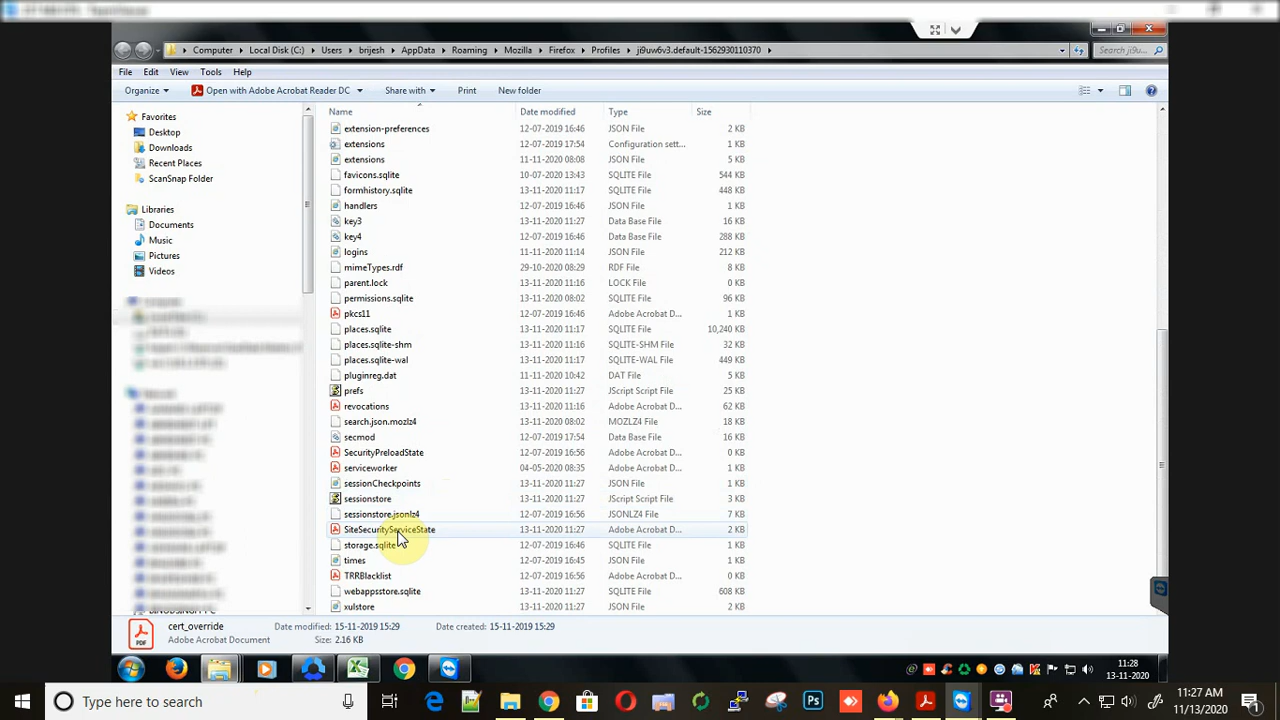 Computer Local Disk (C:) Users brijesh AppData Roaming Mozilla Firefox Profiles ji9uw6v3.default-1562930110370 Search ji9u...
File Edit View Tools Help
Organize Open with Adobe Acrobat Reader DC Share with Print New folder
Favorites
Desktop
Downloads
Recent Places
ScanSnap Folder
Libraries
Documents
Music
Pictures
Videos
Name Date modified Type Size
extension-preferences 12-07-2019 16:46 JSON File 2 KB
extensions 12-07-2019 17:54 Configuration sett... 1 KB
extensions 11-11-2020 08:08 JSON File 5 KB
favicons.sqlite 10-07-2020 13:43 SQLITE File 544 KB
formhistory.sqlite 13-11-2020 11:17 SQLITE File 448 KB
handlers 12-07-2019 16:46 JSON File 1 KB
key3 13-11-2020 11:27 Data Base File 16 KB
key4 12-07-2019 16:46 Data Base File 288 KB
logins 11-11-2020 11:14 JSON File 212 KB
mimeTypes.rdf 29-10-2020 08:29 RDF File 8 KB
parent.lock 13-11-2020 11:27 LOCK File 0 KB
permissions.sqlite 13-11-2020 08:02 SQLITE File 96 KB
pkcs11 12-07-2019 16:46 Adobe Acrobat D... 1 KB
places.sqlite 13-11-2020 11:17 SQLITE File 10,240 KB
places.sqlite-shm 13-11-2020 11:27 SQLITE-SHM File 32 KB
places.sqlite-wal 13-11-2020 11:27 SQLITE-WAL File 449 KB
pluginreg.dat 11-11-2020 10:42 DAT File 5 KB
prefs 13-11-2020 11:27 JScript Script File 25 KB
revocations 13-11-2020 11:16 Adobe Acrobat D... 62 KB
search.json.mozlz4 13-11-2020 08:02 MOZLZ4 File 18 KB
secmod 12-07-2019 17:54 Data Base File 16 KB
SecurityPreloadState 12-07-2019 16:56 Adobe Acrobat D... 0 KB
serviceworker 04-05-2020 08:35 Adobe Acrobat D... 1 KB
sessionCheckpoints 13-11-2020 11:27 JSON File 1 KB
sessionstore 13-11-2020 11:27 JScript Script File 3 KB
sessionstore.jsonlz4 12-07-2019 16:56 JSONLZ4 File 7 KB
SiteSecurityServiceState 13-11-2020 11:27 Adobe Acrobat D... 2 KB
storage.sqlite 12-07-2019 16:46 SQLITE File 1 KB
times 12-07-2019 16:45 JSON File 1 KB
TRRBlacklist 12-07-2019 16:56 Adobe Acrobat D... 0 KB
webappsstore.sqlite 13-11-2020 11:27 SQLITE File 608 KB
xulstore 13-11-2020 11:27 JSON File 2 KB
cert_override Date modified: 15-11-2019 15:29 Date created: 15-11-2019 15:29
Adobe Acrobat Document Size: 2.16 KB
PDF
11:28
13-11-2020
Type here to search
Ps
11:27 AM
11/13/2020
1